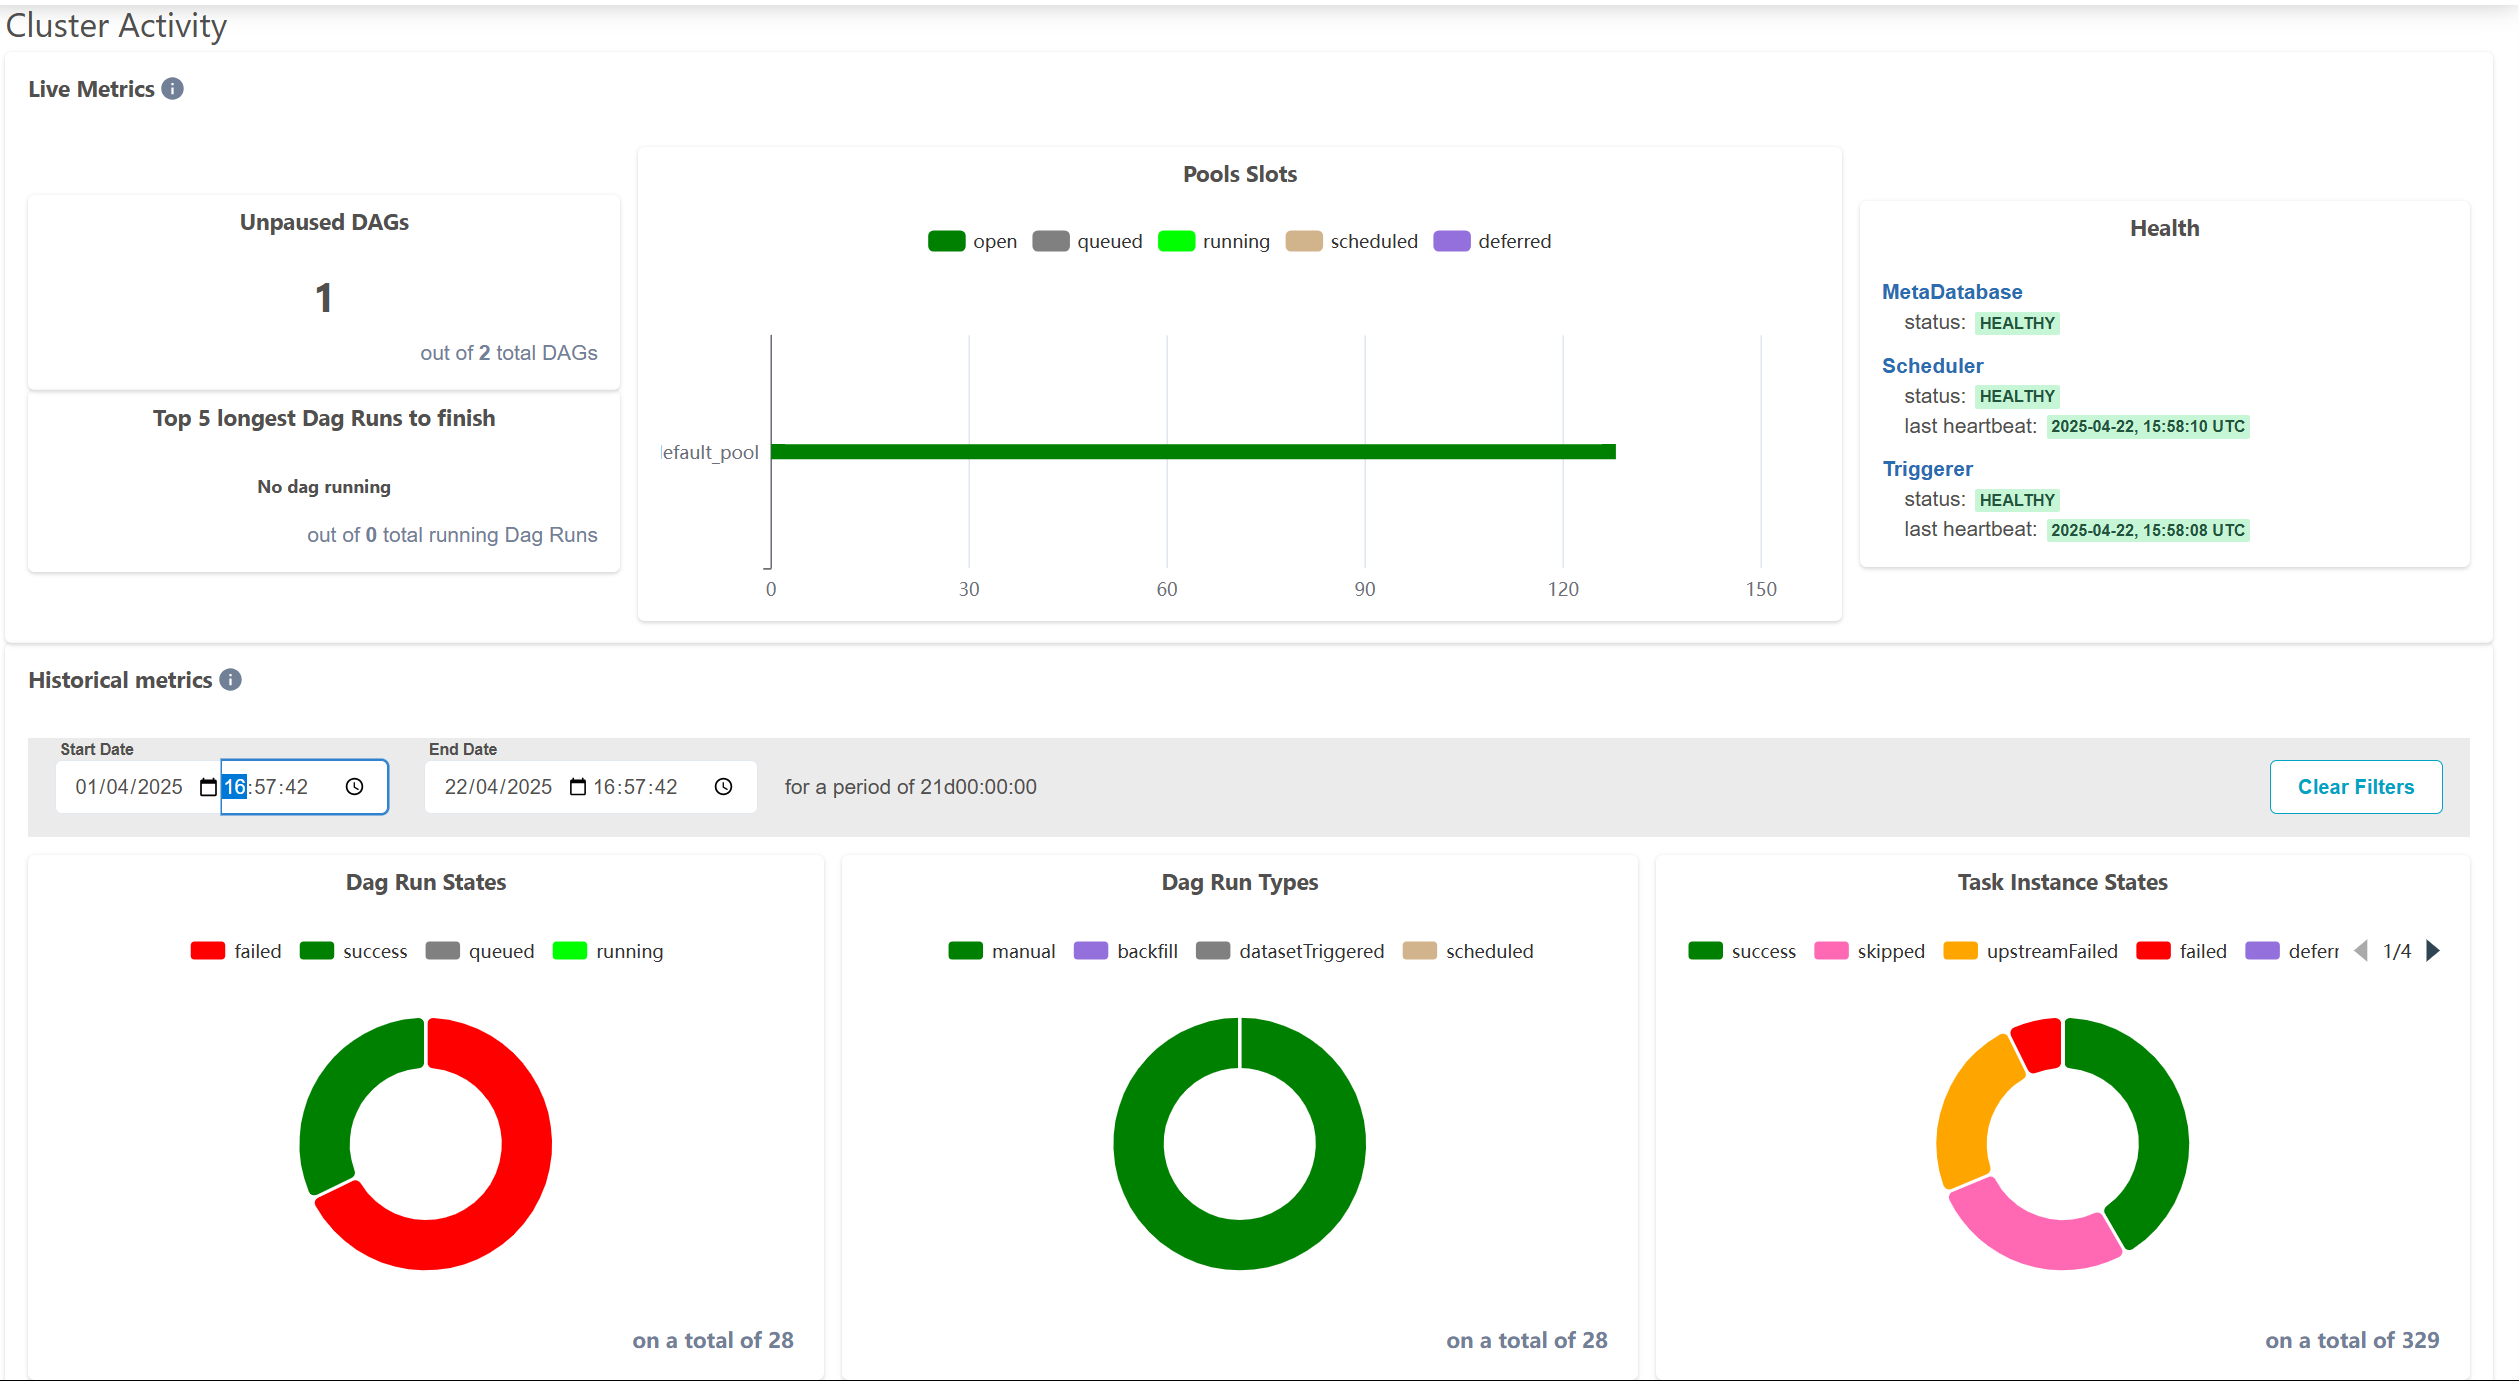 Cluster Activity
Live Metrics
Unpaused DAGs
1
out of 2 total DAGs
Top 5 longest Dag Runs to finish
No dag running
out of 0 total running Dag Runs
Pools Slots
open queued running scheduled deferred
efault_pool
0 30 60 90 120 150
Health
MetaDatabase
status: HEALTHY
Scheduler
status: HEALTHY
last heartbeat: 2025-04-22, 15:58:10 UTC
Triggerer
status: HEALTHY
last heartbeat: 2025-04-22, 15:58:08 UTC
Historical metrics
Start Date
01/04/2025 16:57:42
End Date
22/04/2025 16:57:42
for a period of 21d00:00:00
Clear Filters
Dag Run States
failed success queued running
on a total of 28
Dag Run Types
manual backfill datasetTriggered scheduled
on a total of 28
Task Instance States
success skipped upstreamFailed failed deferr 1/4
on a total of 329